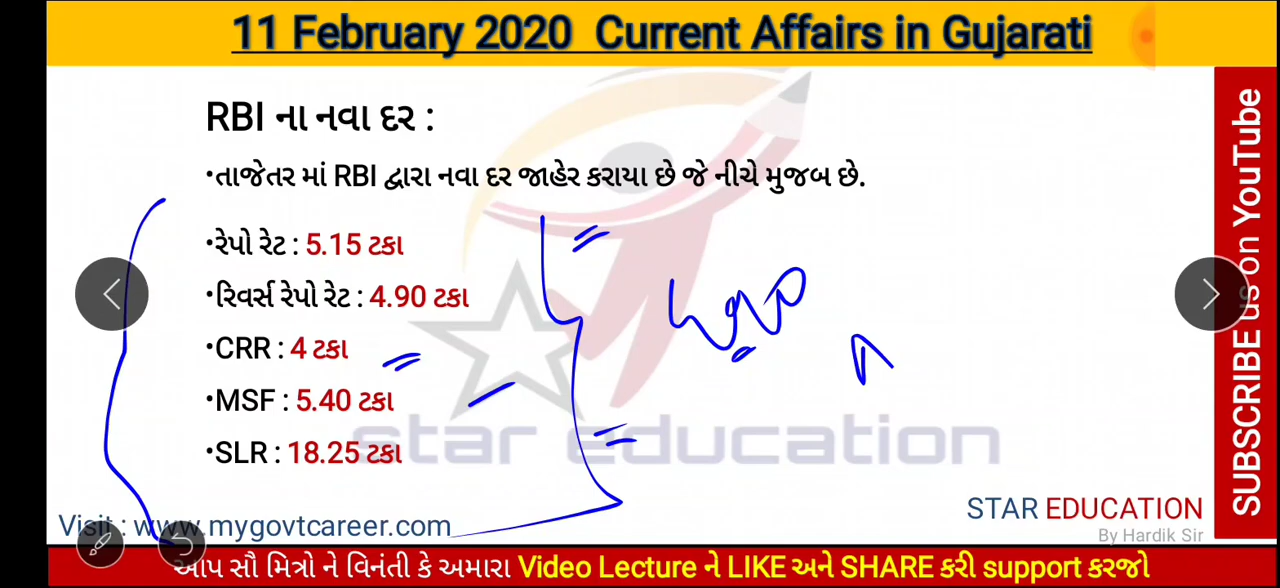 11 February 2020 Current Affairs in Gujarati
RBI ના નવા દર :
•તાજેતર માં RBI દ્વારા નવા દર જાહેર કરાયા છે જે નીચે મુજબ છે.
•રેપો રેટ : 5.15 ટકા
•રિવર્સ રેપો રેટ : 4.90 ટકા
•CRR : 4 ટકા
•MSF : 5.40 ટકા
•SLR : 18.25 ટકા
star education
STAR EDUCATION
By Hardik Sir
Visit : www.mygovtcareer.com
આપ સૌ મિત્રો ને વિનંતી કે અમારા Video Lecture ને LIKE અને SHARE કરી support કરજો
SUBSCRIBE us on YouTube